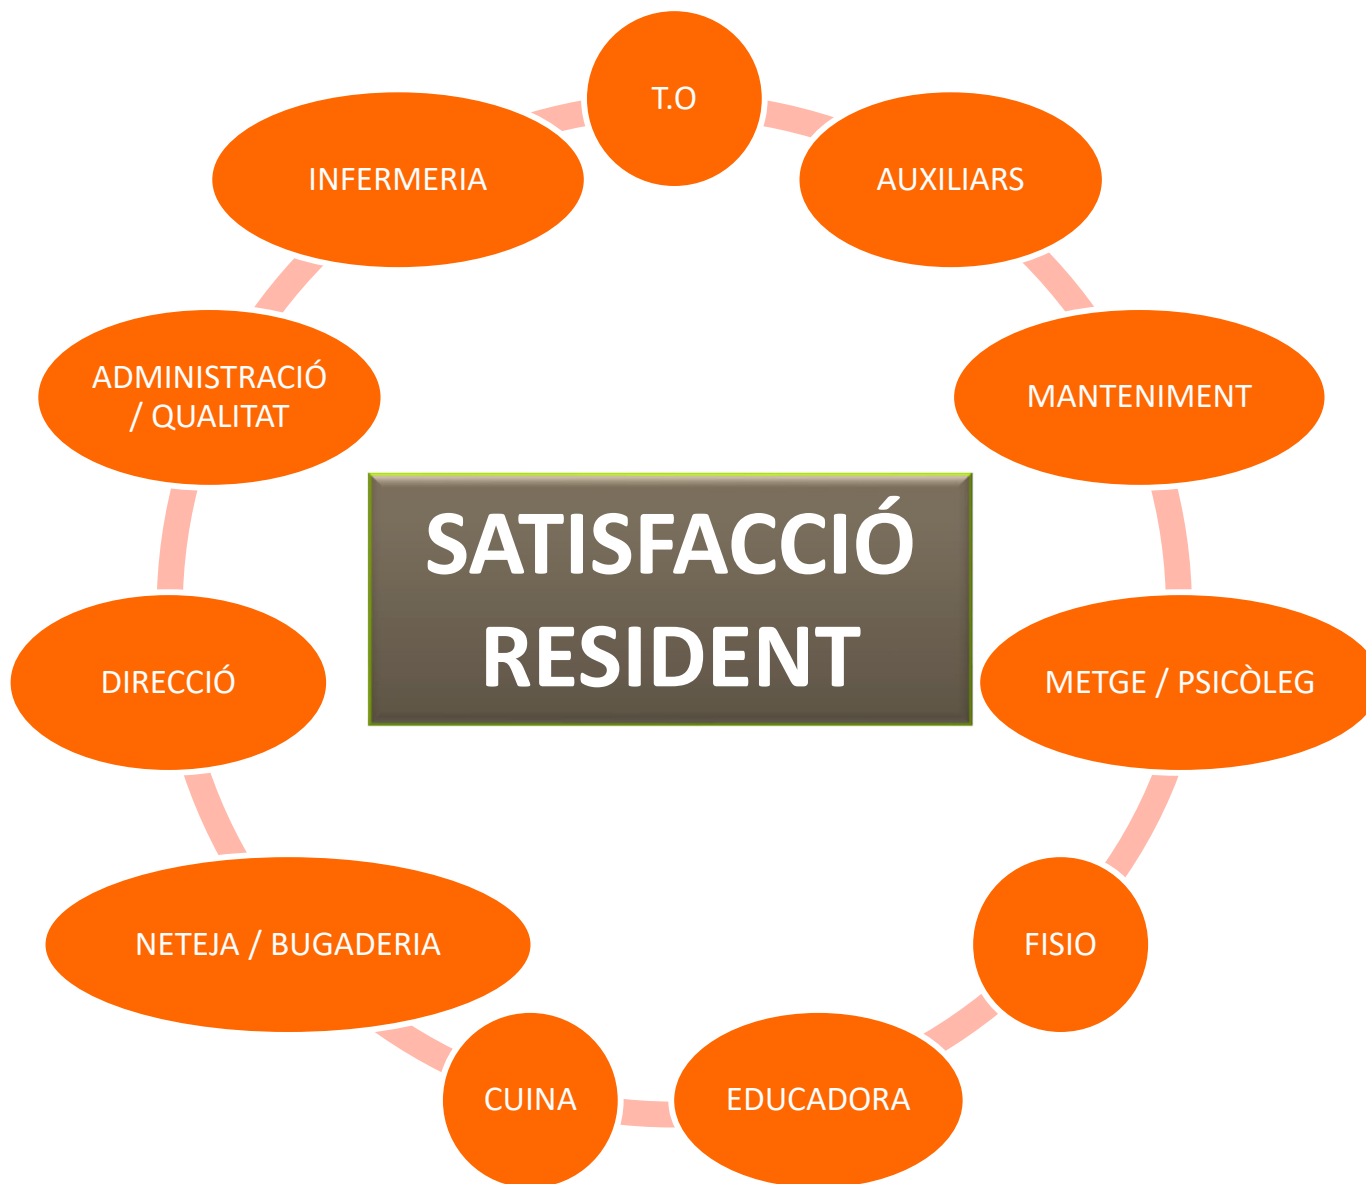 T.O
INFERMERIA
AUXILIARS
ADMINISTRACIÓ
/ QUALITAT
MANTENIMENT
SATISFACCIÓ
RESIDENT
DIRECCIÓ
METGE / PSICÒLEG
NETEJA / BUGADERIA
FISIO
CUINA
EDUCADORA